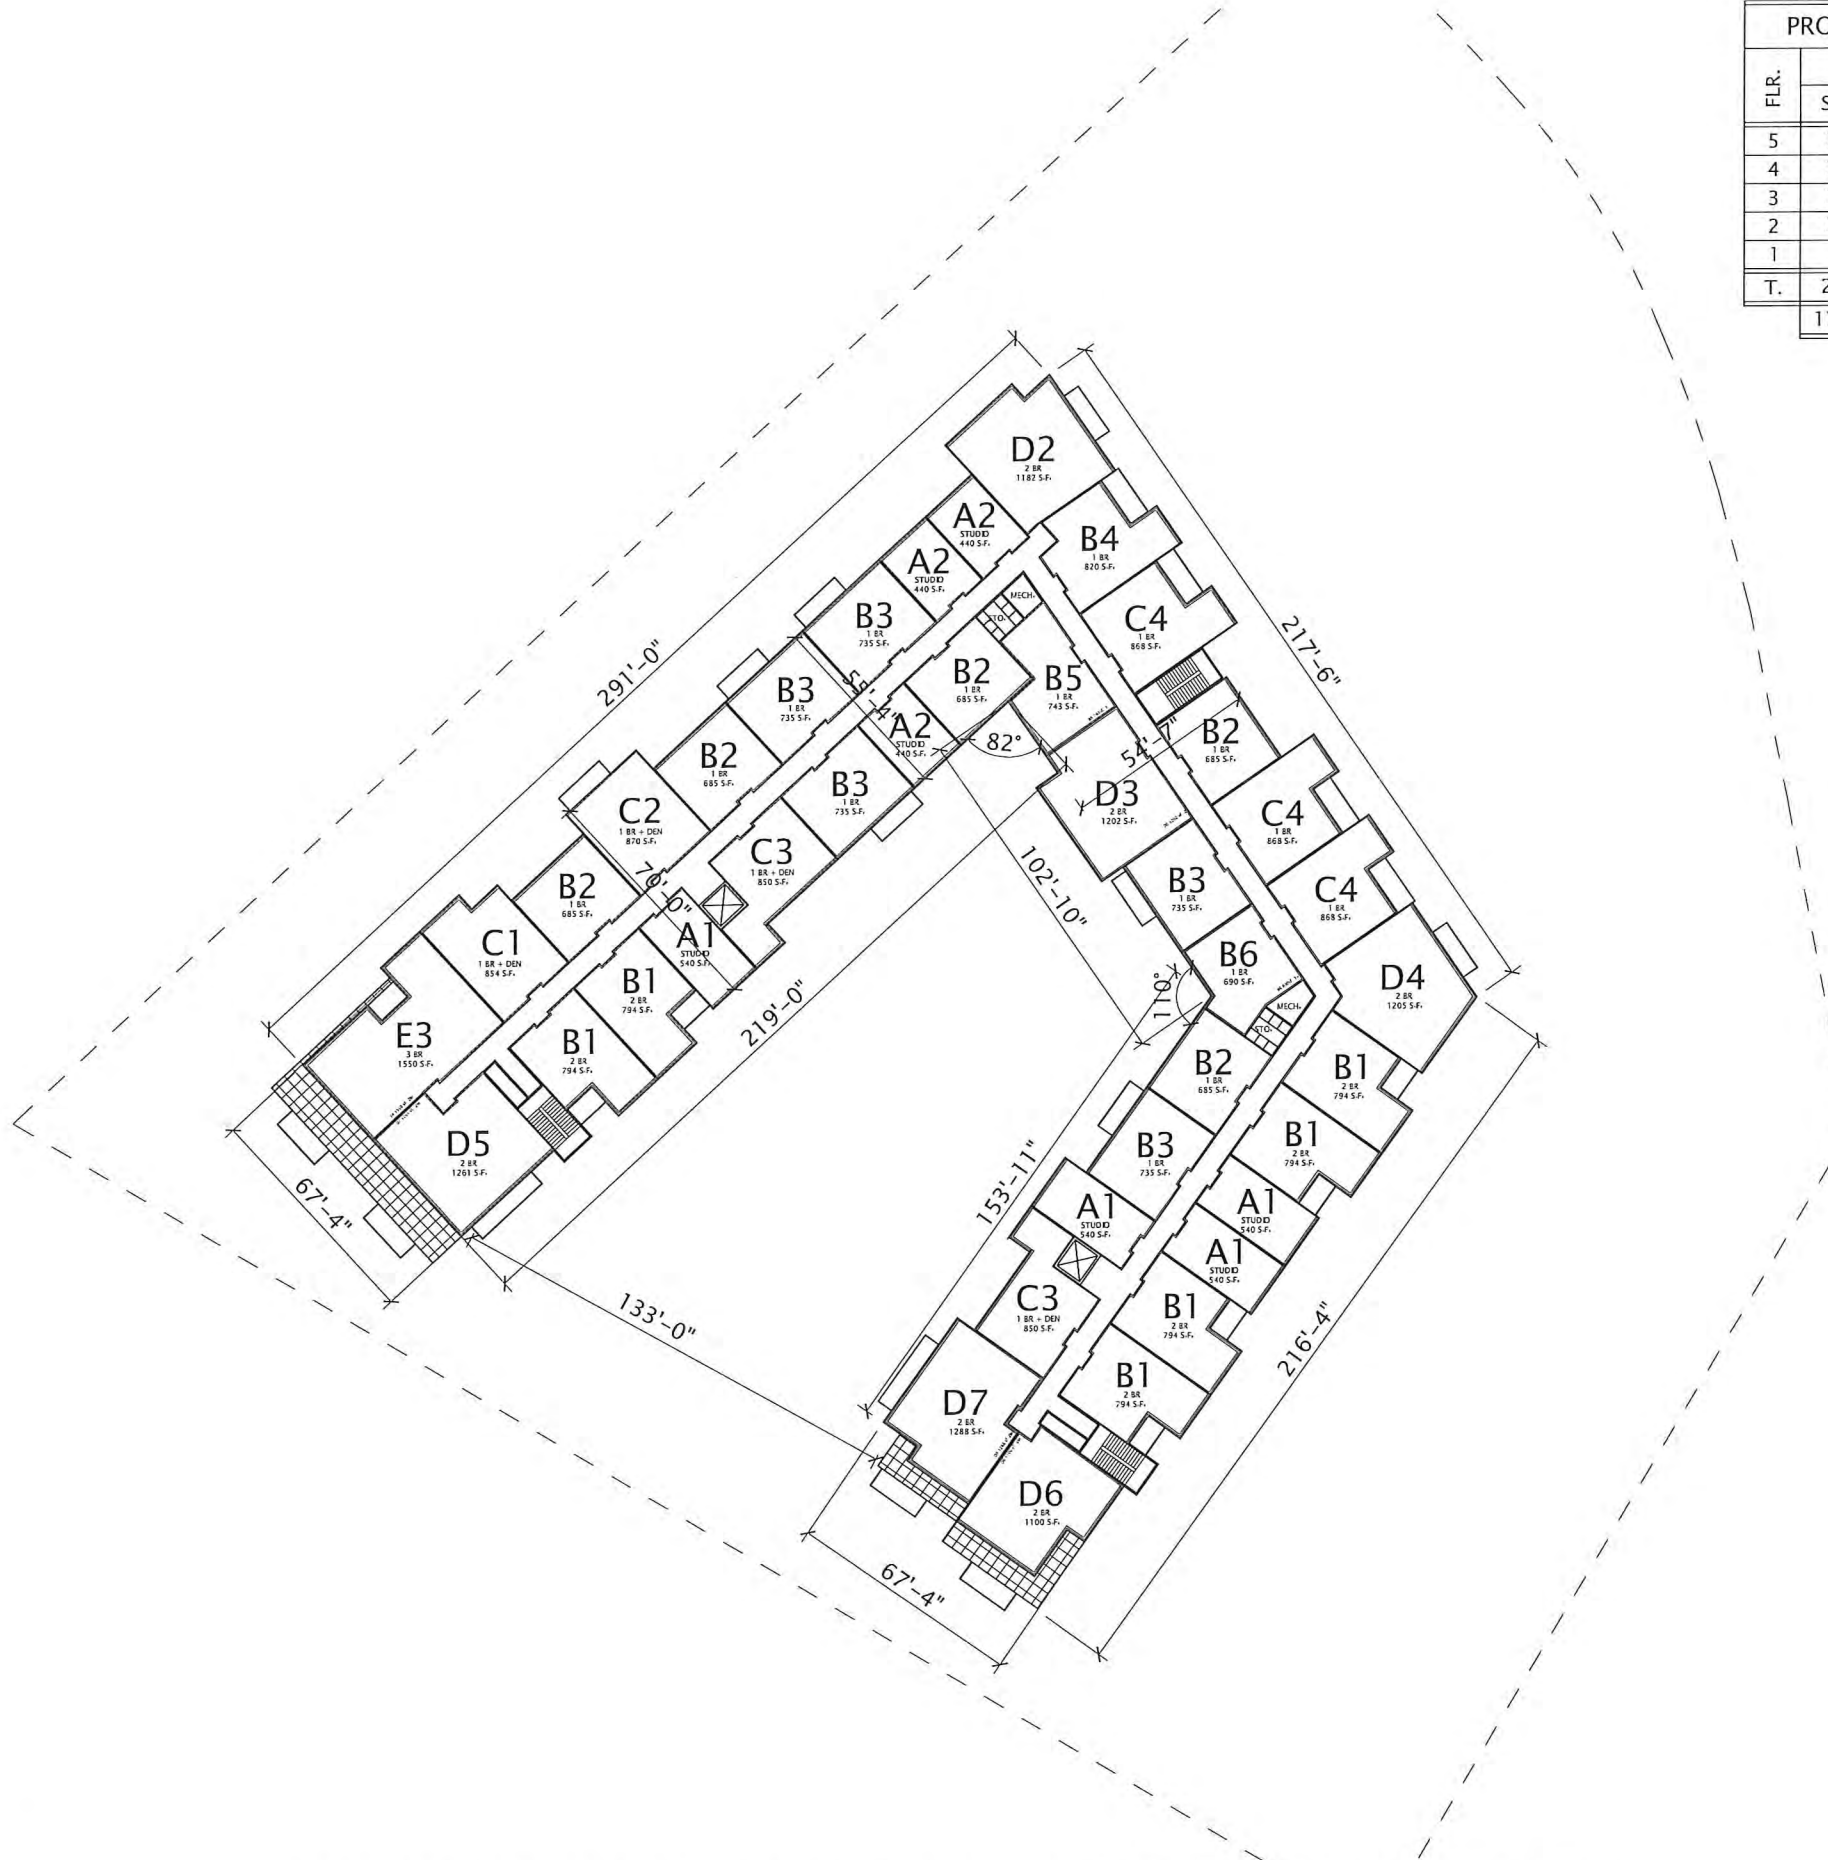 PRO
FLR.
S
5
4
3
2
1
T.
2
1
D2
2 BR
1182 S.F.
A2
STUDIO
440 S.F.
B4
1 BR
820 S.F.
A2
STUDIO
440 S.F.
MECH.
STO.
B3
1 BR
735 S.F.
C4
1 BR
868 S.F.
217'-6"
291'-0"
B2
1 BR
685 S.F.
B5
1 BR
743 S.F.
B3
1 BR
735 S.F.
55'-4"
A2
STUDIO
440 S.F.
82°
54'-7"
B2
1 BR
685 S.F.
B2
1 BR
685 S.F.
B3
1 BR
735 S.F.
D3
2 BR
1202 S.F.
C4
1 BR
868 S.F.
C2
1 BR + DEN
870 S.F.
C3
1 BR + DEN
850 S.F.
102'-10"
B3
1 BR
735 S.F.
C4
1 BR
868 S.F.
B2
1 BR
685 S.F.
70'-0"
A1
STUDIO
540 S.F.
C1
1 BR + DEN
854 S.F.
B6
1 BR
690 S.F.
D4
2 BR
1205 S.F.
B1
2 BR
794 S.F.
110°
MECH.
STO.
219'-0"
E3
3 BR
1550 S.F.
B1
2 BR
794 S.F.
B2
1 BR
685 S.F.
B1
2 BR
794 S.F.
D5
2 BR
1261 S.F.
B3
1 BR
735 S.F.
B1
2 BR
794 S.F.
67'-4"
153'-11"
A1
STUDIO
540 S.F.
A1
STUDIO
540 S.F.
A1
STUDIO
540 S.F.
133'-0"
C3
1 BR + DEN
850 S.F.
B1
2 BR
794 S.F.
216'-4"
D7
2 BR
1288 S.F.
B1
2 BR
794 S.F.
D6
2 BR
1100 S.F.
67'-4"